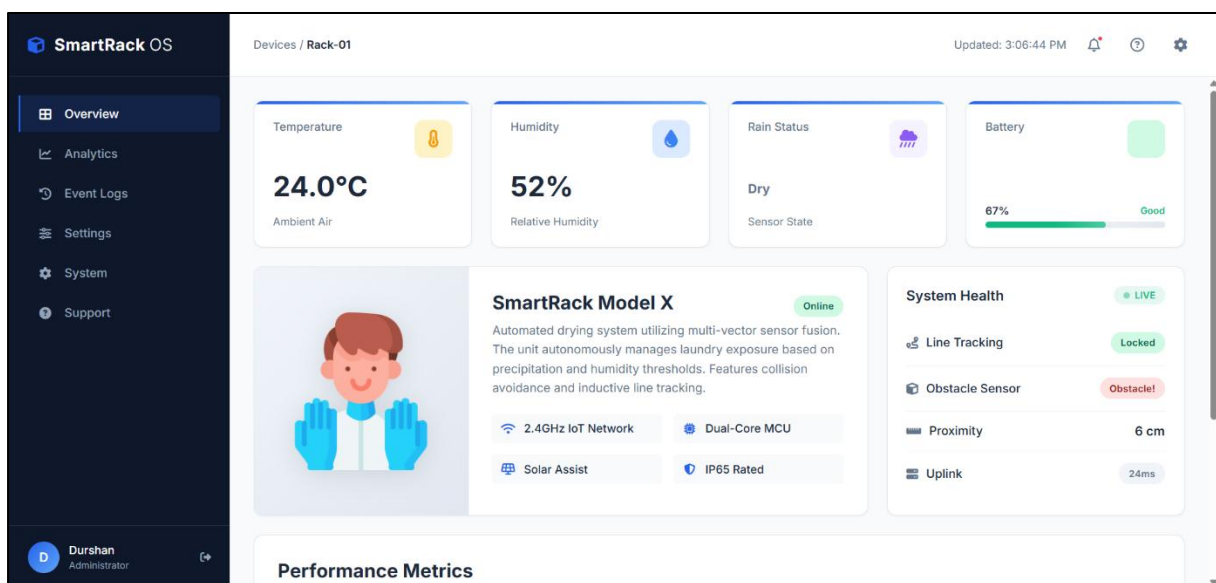 SmartRack OS
Overview
Analytics
Event Logs
Settings
System
Support
D
Durshan
Administrator
Devices / Rack-01
Updated: 3:06:44 PM
Temperature
24.0°C
Ambient Air
Humidity
52%
Relative Humidity
Rain Status
Dry
Sensor State
Battery
67% Good
SmartRack Model X
Online
Automated drying system utilizing multi-vector sensor fusion.
The unit autonomously manages laundry exposure based on
precipitation and humidity thresholds. Features collision
avoidance and inductive line tracking.
2.4GHz IoT Network
Dual-Core MCU
Solar Assist
IP65 Rated
System Health
LIVE
Line Tracking Locked
Obstacle Sensor Obstacle!
Proximity 6 cm
Uplink 24ms
Performance Metrics